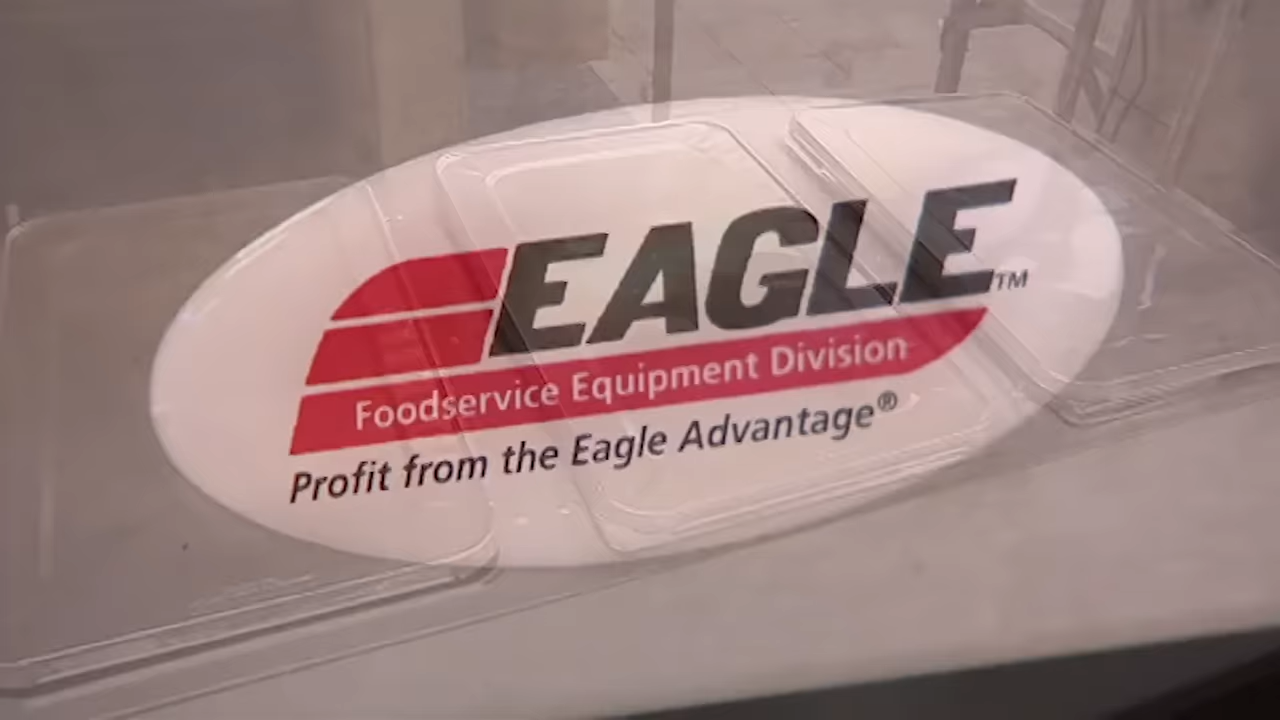 EAGLE™
Foodservice Equipment Division
Profit from the Eagle Advantage®